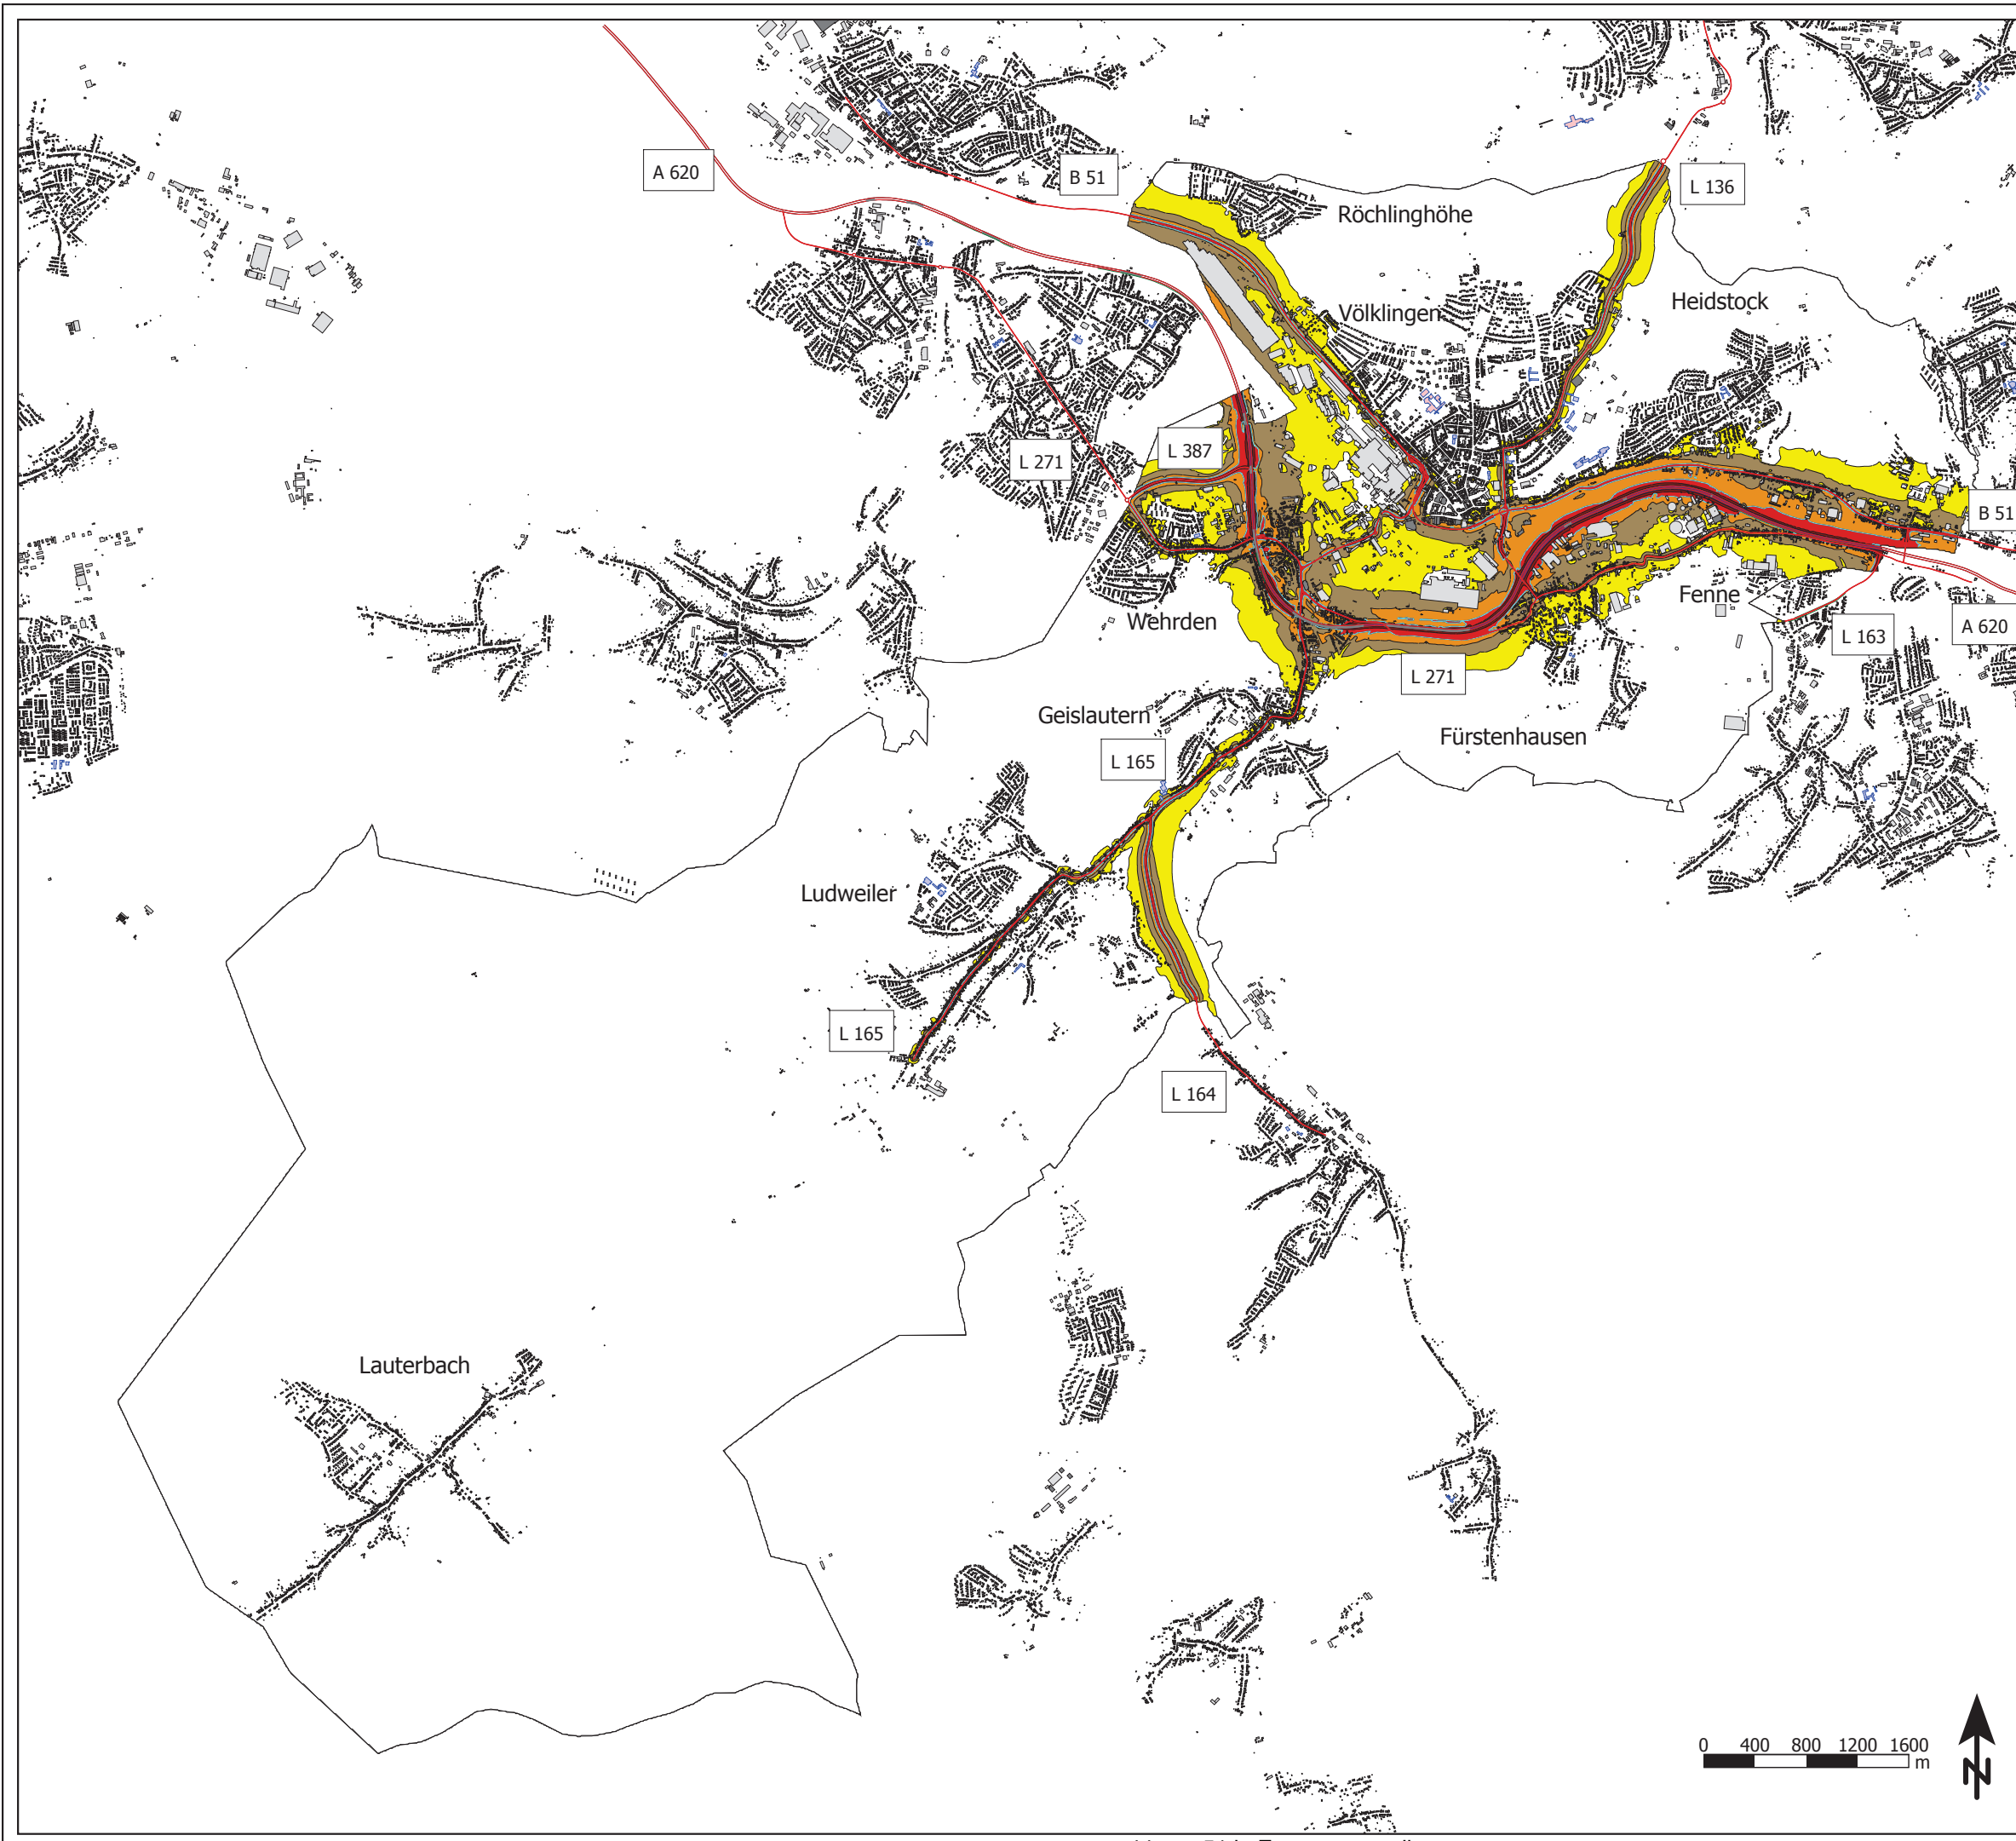 A 620
B 51
L 136
Röchlinghöhe
Völklingen
Heidstock
L 387
L 271
B 51
Wehrden
Fenne
L 163
A 620
L 271
Geislautern
Fürstenhausen
L 165
Ludweiler
L 165
L 164
Lauterbach
0 400 800 1200 1600
m
N